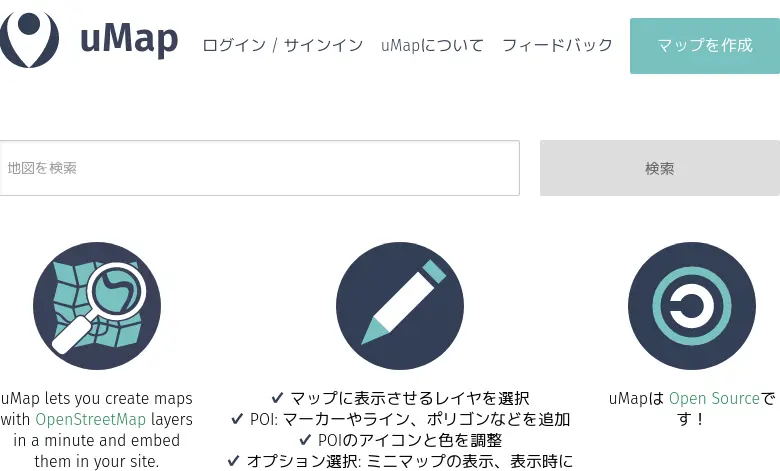 uMap
ログイン / サインイン uMapについて フィードバック マップを作成
地図を検索 検索
uMap lets you create maps
with OpenStreetMap layers
in a minute and embed
them in your site.
✔ マップに表示させるレイヤを選択
✔ POI: マーカーやライン、ポリゴンなどを追加
✔ POIのアイコンと色を調整
✔ オプション選択: ミニマップの表示、表示時に
uMapは Open Sourceで
す！